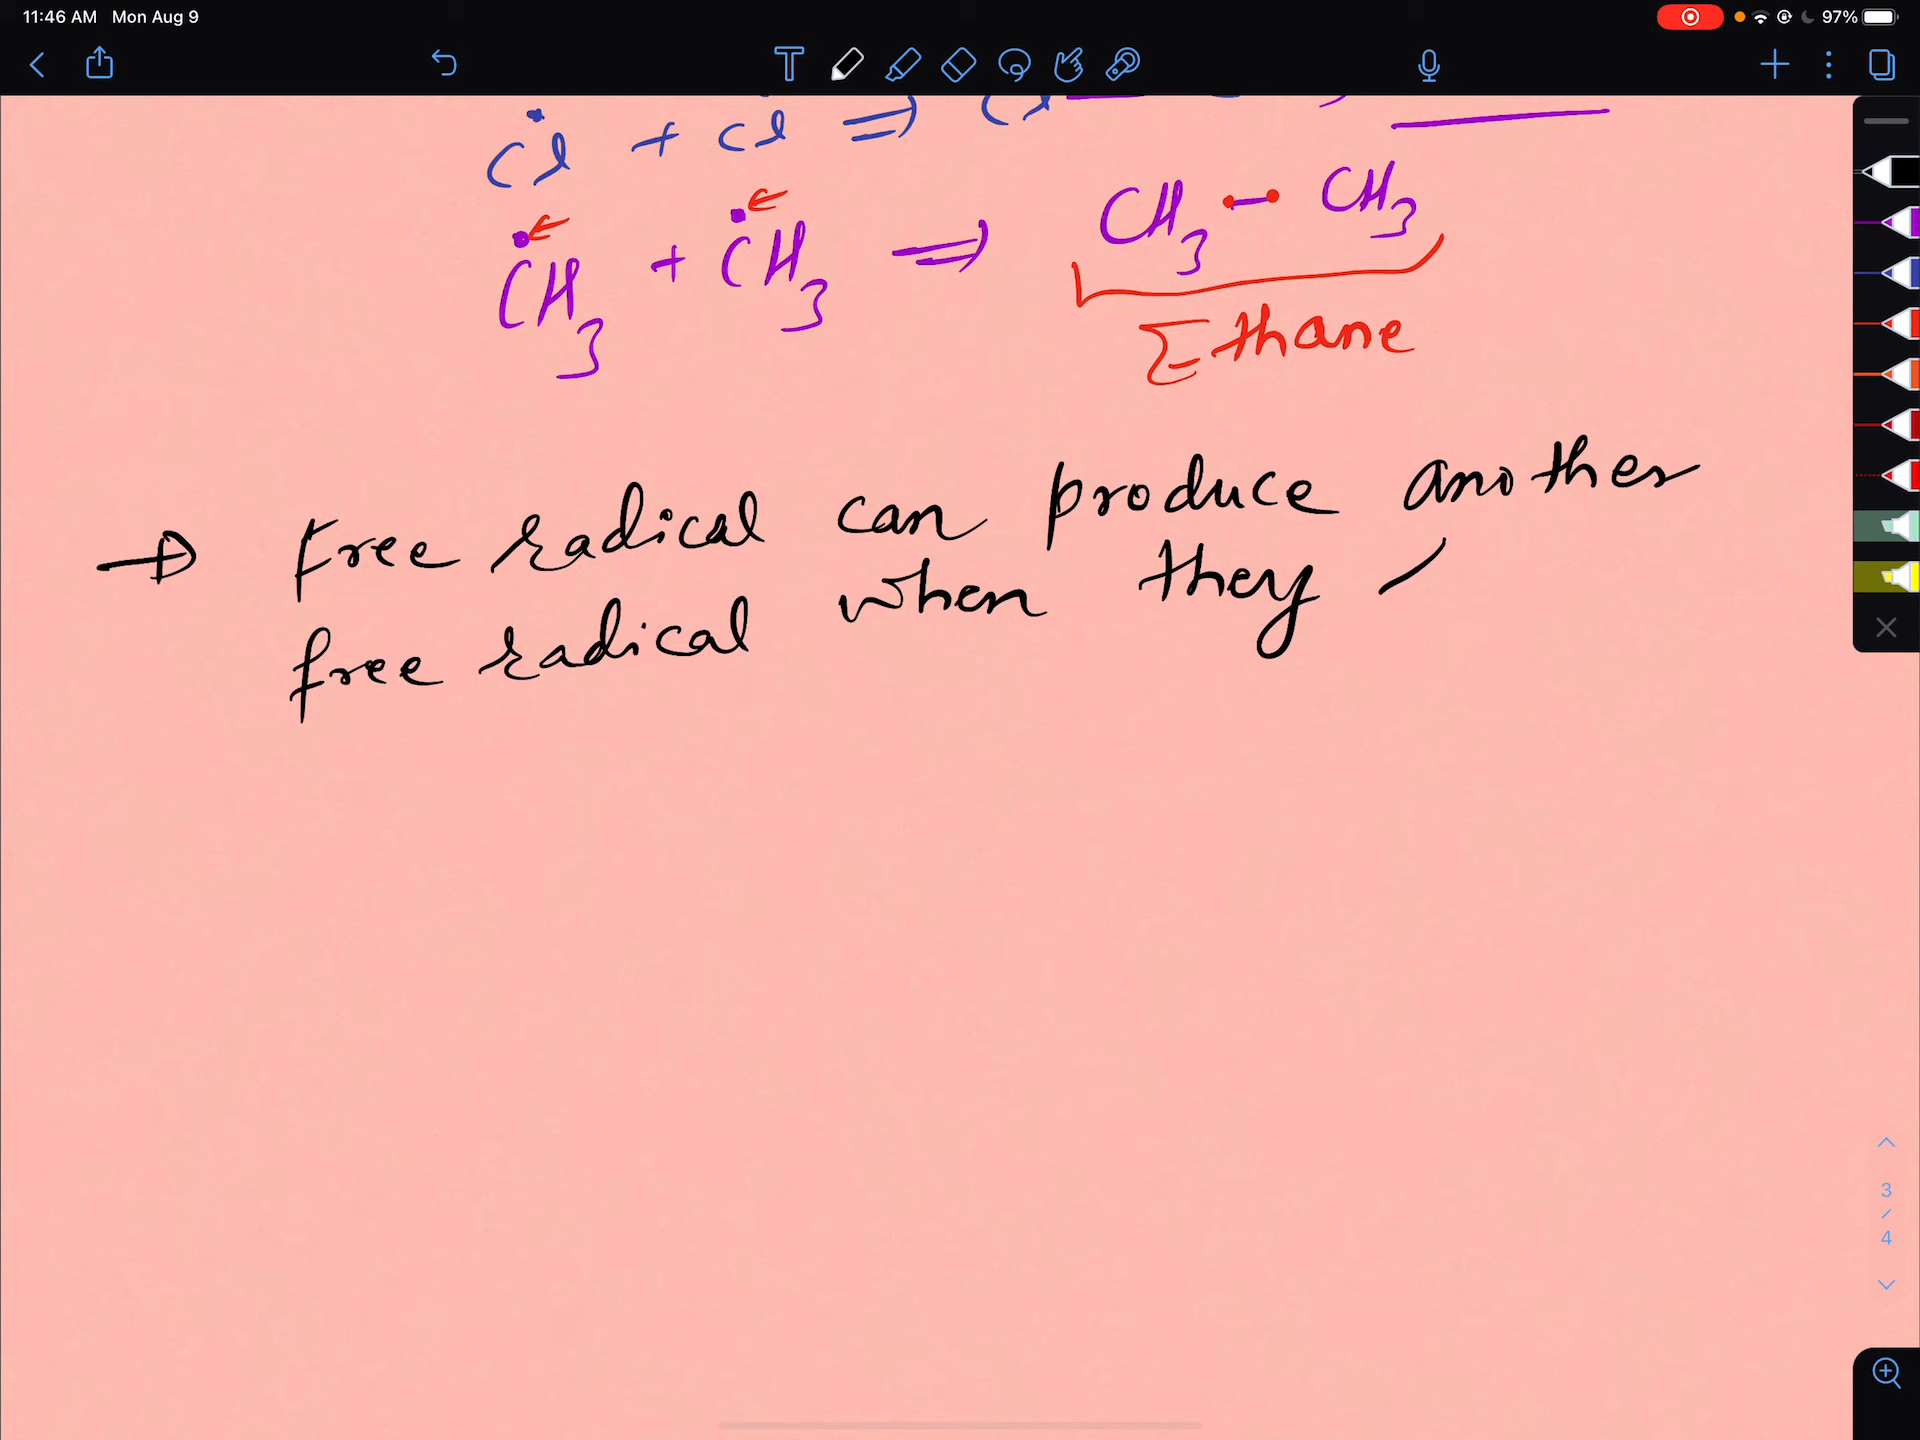 11:46 AM Mon Aug 9
97%
Cl + Cl ⇒
CH3 + CH3 ⇒ CH3 - CH3
Ethane
→ free radical can produce another
free radical when they
3
/
4